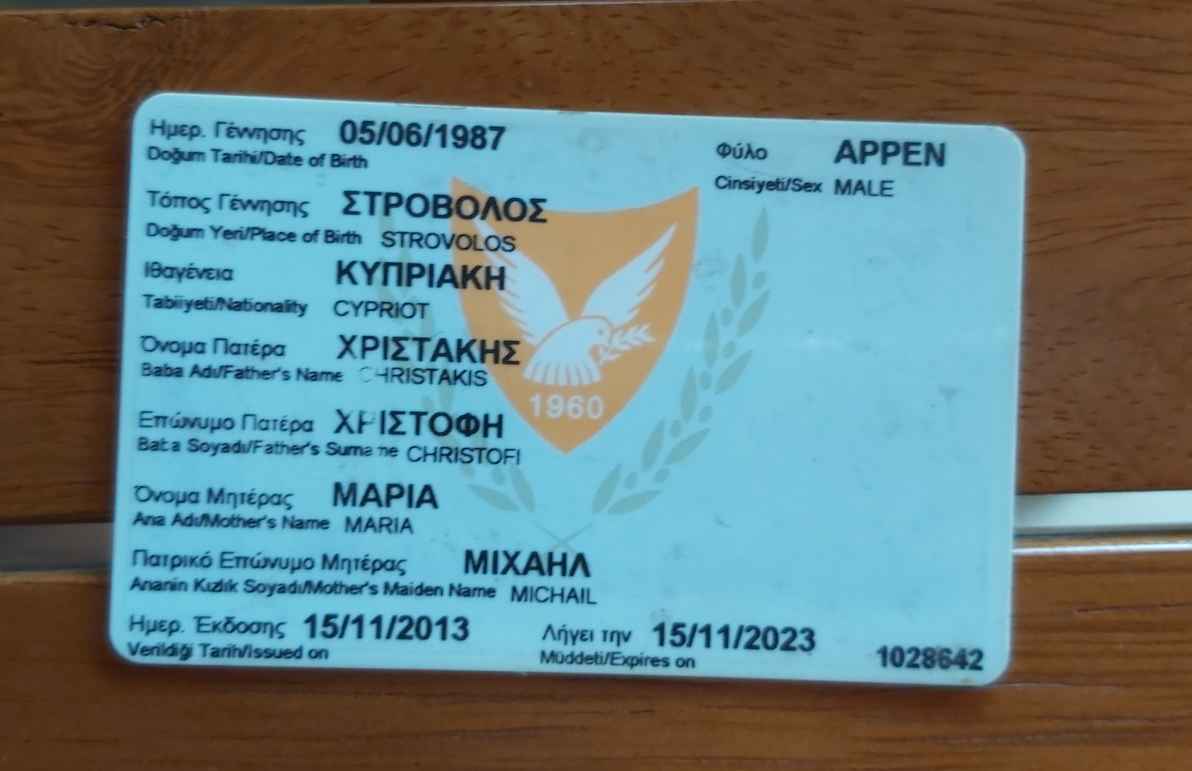 Ημερ. Γέννησης 05/06/1987
Doğum Tarihi/Date of Birth
Φύλο ΑΡΡΕΝ
Cinsiyeti/Sex MALE
Τόπος Γέννησης ΣΤΡΟΒΟΛΟΣ
Doğum Yeri/Place of Birth STROVOLOS
Ιθαγένεια ΚΥΠΡΙΑΚΗ
Tabiiyeti/Nationality CYPRIOT
Όνομα Πατέρα ΧΡΙΣΤΑΚΗΣ
Baba Adı/Father's Name CHRISTAKIS
1960
Επώνυμο Πατέρα ΧΡΙΣΤΟΦΗ
Baba Soyadı/Father's Surname CHRISTOFI
Όνομα Μητέρας ΜΑΡΙΑ
Ana Adı/Mother's Name MARIA
Πατρικό Επώνυμο Μητέρας ΜΙΧΑΗΛ
Ananin Kızlık Soyadı/Mother's Maiden Name MICHAIL
Ημερ. Έκδοσης 15/11/2013
Verildiği Tarih/Issued on
Λήγει την 15/11/2023
Müddeti/Expires on
1028642